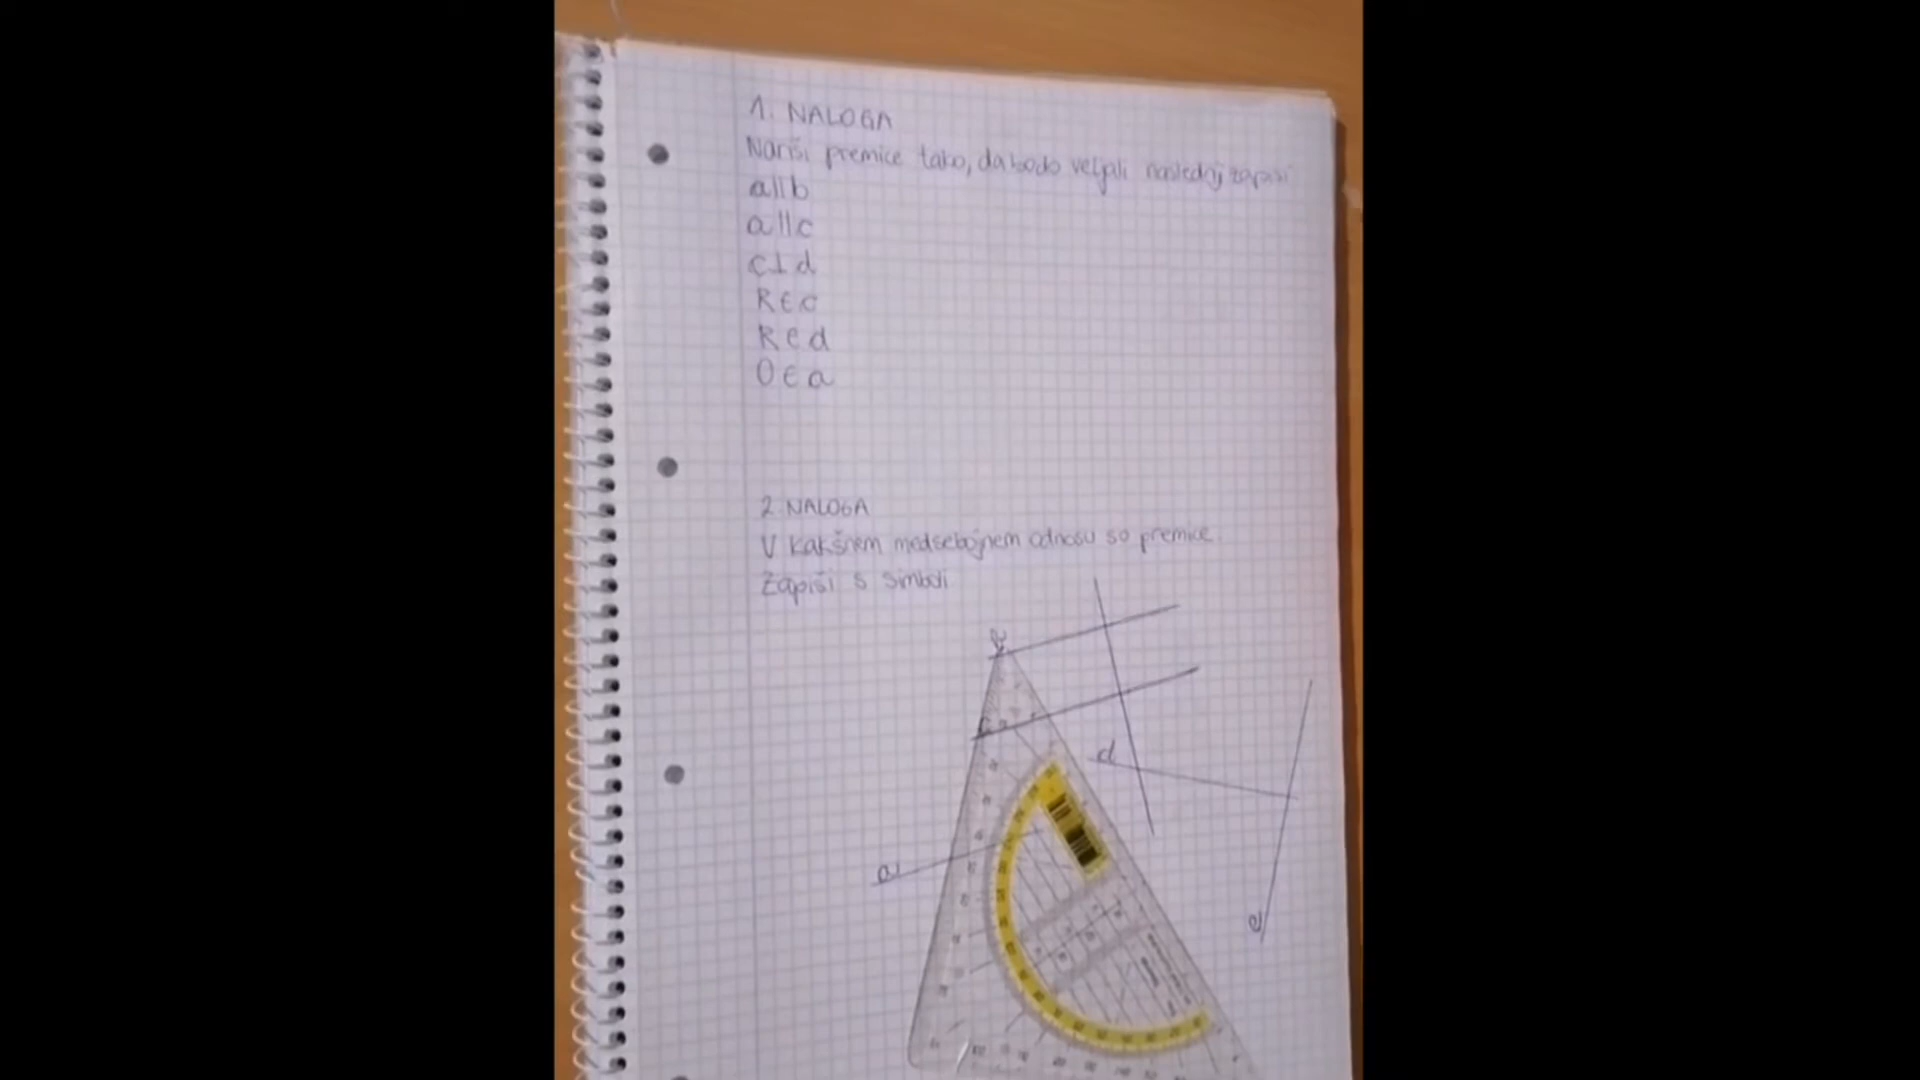 1. NALOGA
Nariši premice tako, da bodo veljali naslednji zapisi
a||b
a||c
c⊥d
R∈c
R∈d
O∈a
2 NALOGA
V kakšnem medsebojnem odnosu so premice.
Zapiši s simboli
d
a
e